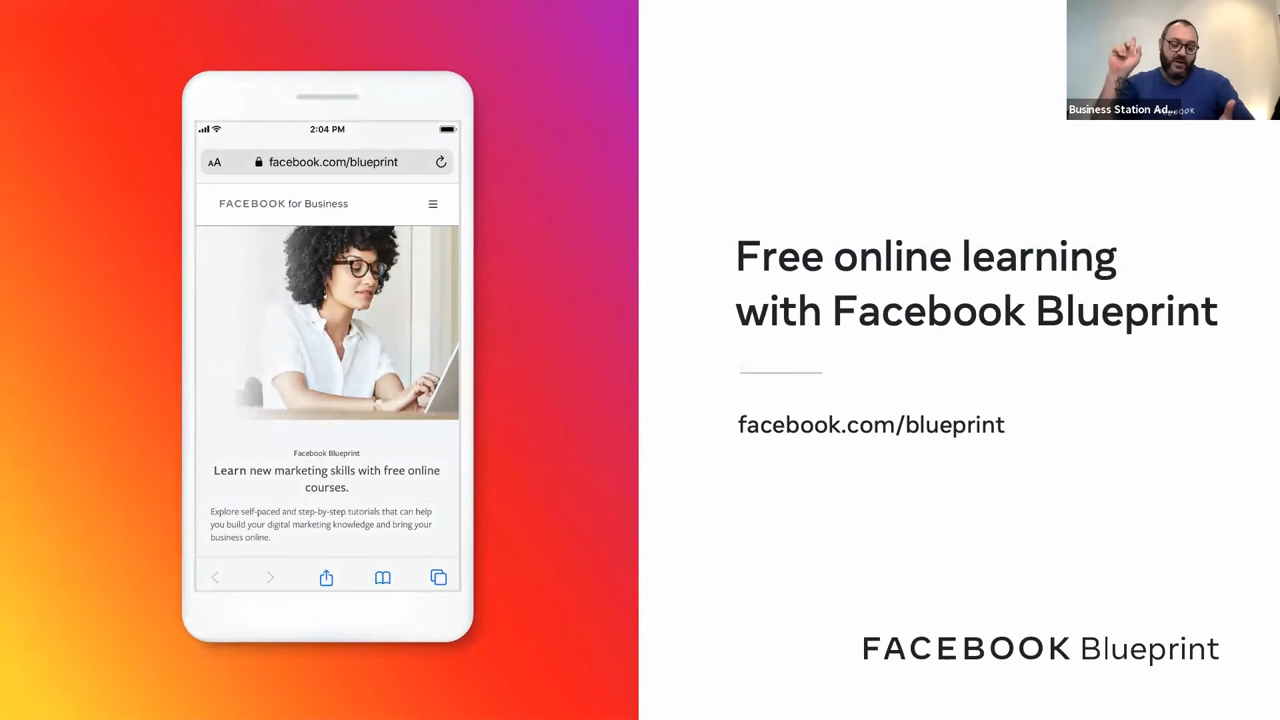 2:04 PM
AA facebook.com/blueprint
FACEBOOK for Business
Facebook Blueprint
Learn new marketing skills with free online
courses.
Explore self-paced and step-by-step tutorials that can help
you build your digital marketing knowledge and bring your
business online.
Business Station Ad...
Free online learning
with Facebook Blueprint
facebook.com/blueprint
FACEBOOK Blueprint